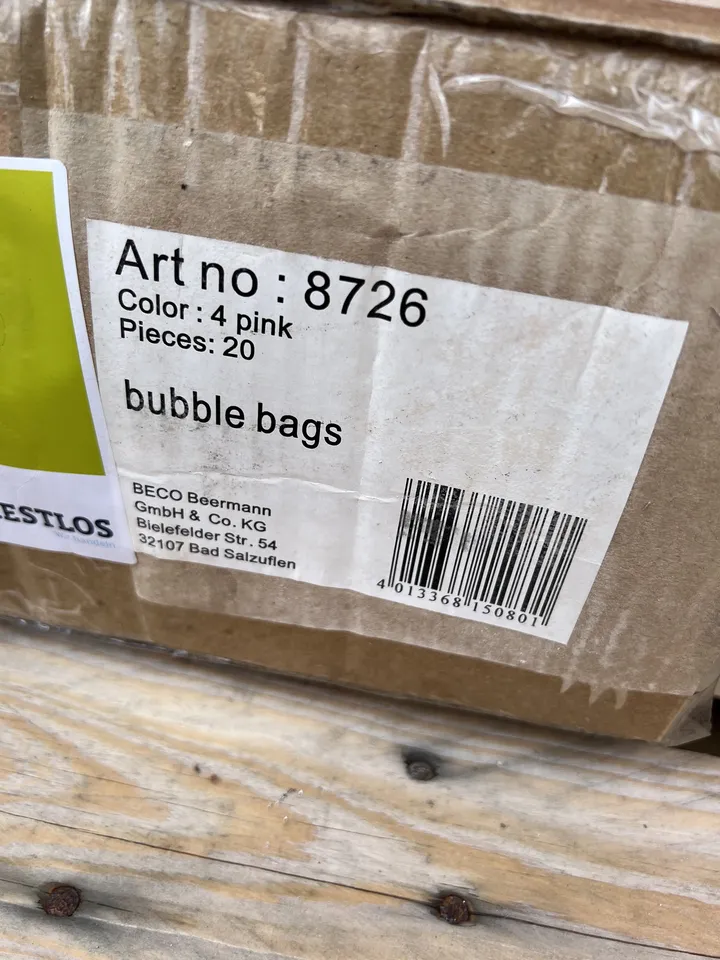 Art no : 8726
Color : 4 pink
Pieces: 20
bubble bags
BECO Beermann
GmbH & Co. KG
Bielefelder Str. 54
32107 Bad Salzuflen
4 013368 150801
ESTLOS